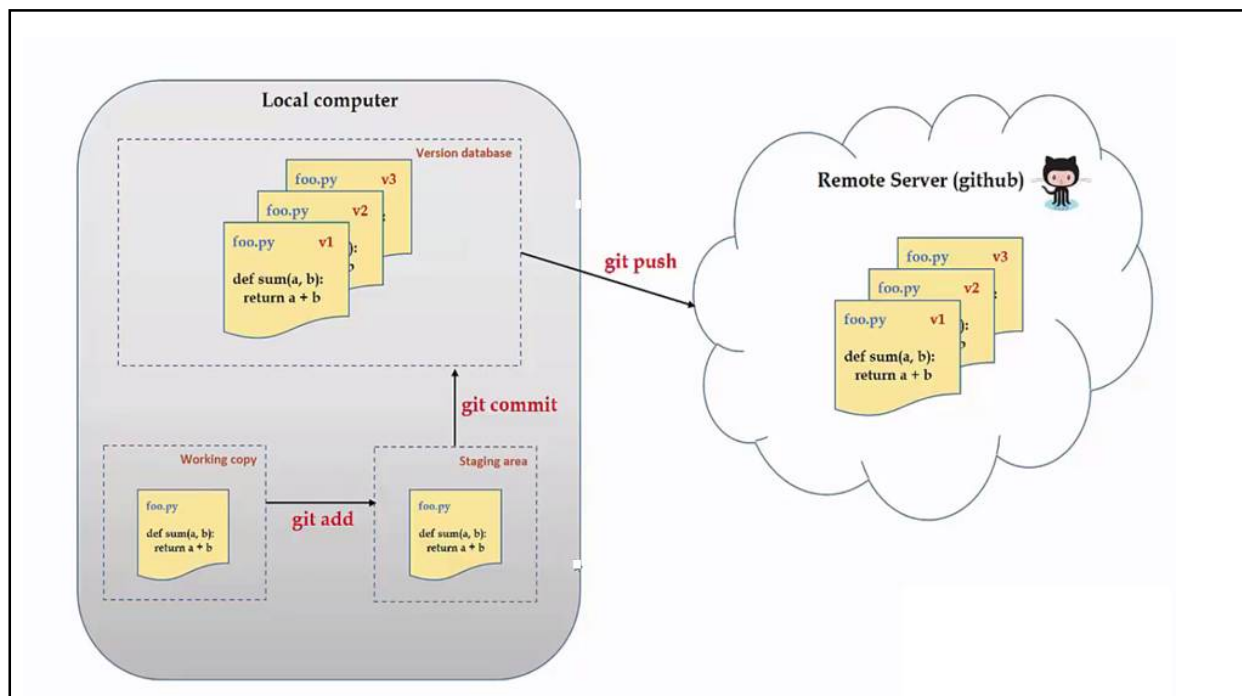 Local computer
Version database
foo.py v3
foo.py v2
foo.py v1
def sum(a, b):
return a + b
git push
git commit
Working copy
foo.py
def sum(a, b):
return a + b
git add
Staging area
foo.py
def sum(a, b):
return a + b
Remote Server (github)
foo.py v3
foo.py v2
foo.py v1
def sum(a, b):
return a + b